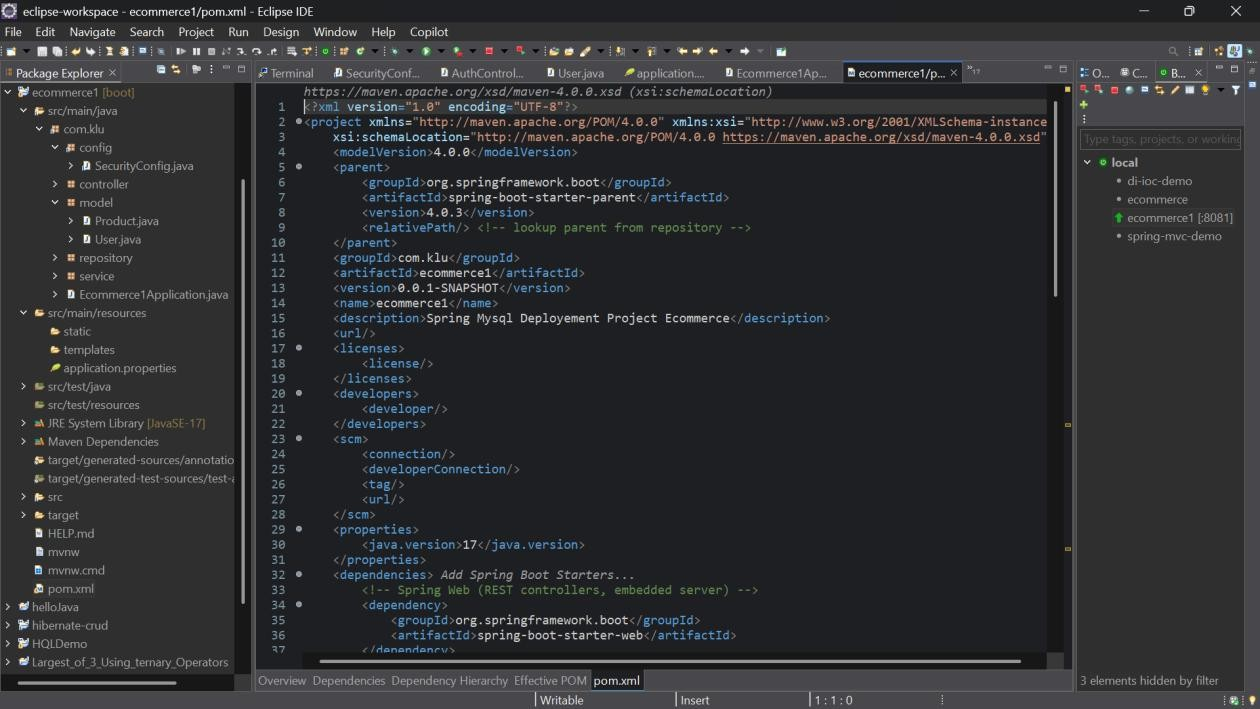 eclipse-workspace - ecommerce1/pom.xml - Eclipse IDE
File Edit Navigate Search Project Run Design Window Help Copilot
Package Explorer
ecommerce1 [boot]
src/main/java
com.klu
config
SecurityConfig.java
controller
model
Product.java
User.java
repository
service
Ecommerce1Application.java
src/main/resources
static
templates
application.properties
src/test/java
src/test/resources
JRE System Library [JavaSE-17]
Maven Dependencies
target/generated-sources/annotatio
target/generated-test-sources/test-a
src
target
HELP.md
mvnw
mvnw.cmd
pom.xml
helloJava
hibernate-crud
HQLDemo
Largest_of_3_Using_ternary_Operators
Terminal SecurityConf... AuthControl... User.java application.... Ecommerce1Ap... ecommerce1/p... »17
https://maven.apache.org/xsd/maven-4.0.0.xsd (xsi:schemaLocation)
1 <?xml version="1.0" encoding="UTF-8"?>
2 <project xmlns="http://maven.apache.org/POM/4.0.0" xmlns:xsi="http://www.w3.org/2001/XMLSchema-instance
3 xsi:schemaLocation="http://maven.apache.org/POM/4.0.0 https://maven.apache.org/xsd/maven-4.0.0.xsd"
4 <modelVersion>4.0.0</modelVersion>
5 <parent>
6 <groupId>org.springframework.boot</groupId>
7 <artifactId>spring-boot-starter-parent</artifactId>
8 <version>4.0.3</version>
9 <relativePath/> <!-- lookup parent from repository -->
10 </parent>
11 <groupId>com.klu</groupId>
12 <artifactId>ecommerce1</artifactId>
13 <version>0.0.1-SNAPSHOT</version>
14 <name>ecommerce1</name>
15 <description>Spring Mysql Deployement Project Ecommerce</description>
16 <url/>
17 <licenses>
18 <license/>
19 </licenses>
20 <developers>
21 <developer/>
22 </developers>
23 <scm>
24 <connection/>
25 <developerConnection/>
26 <tag/>
27 <url/>
28 </scm>
29 <properties>
30 <java.version>17</java.version>
31 </properties>
32 <dependencies> Add Spring Boot Starters...
33 <!-- Spring Web (REST controllers, embedded server) -->
34 <dependency>
35 <groupId>org.springframework.boot</groupId>
36 <artifactId>spring-boot-starter-web</artifactId>
37 </dependency>
Overview Dependencies Dependency Hierarchy Effective POM pom.xml
O... C... B...
Type tags, projects, or working
local
di-ioc-demo
ecommerce
ecommerce1 [:8081]
spring-mvc-demo
3 elements hidden by filter
Writable Insert 1 : 1 : 0